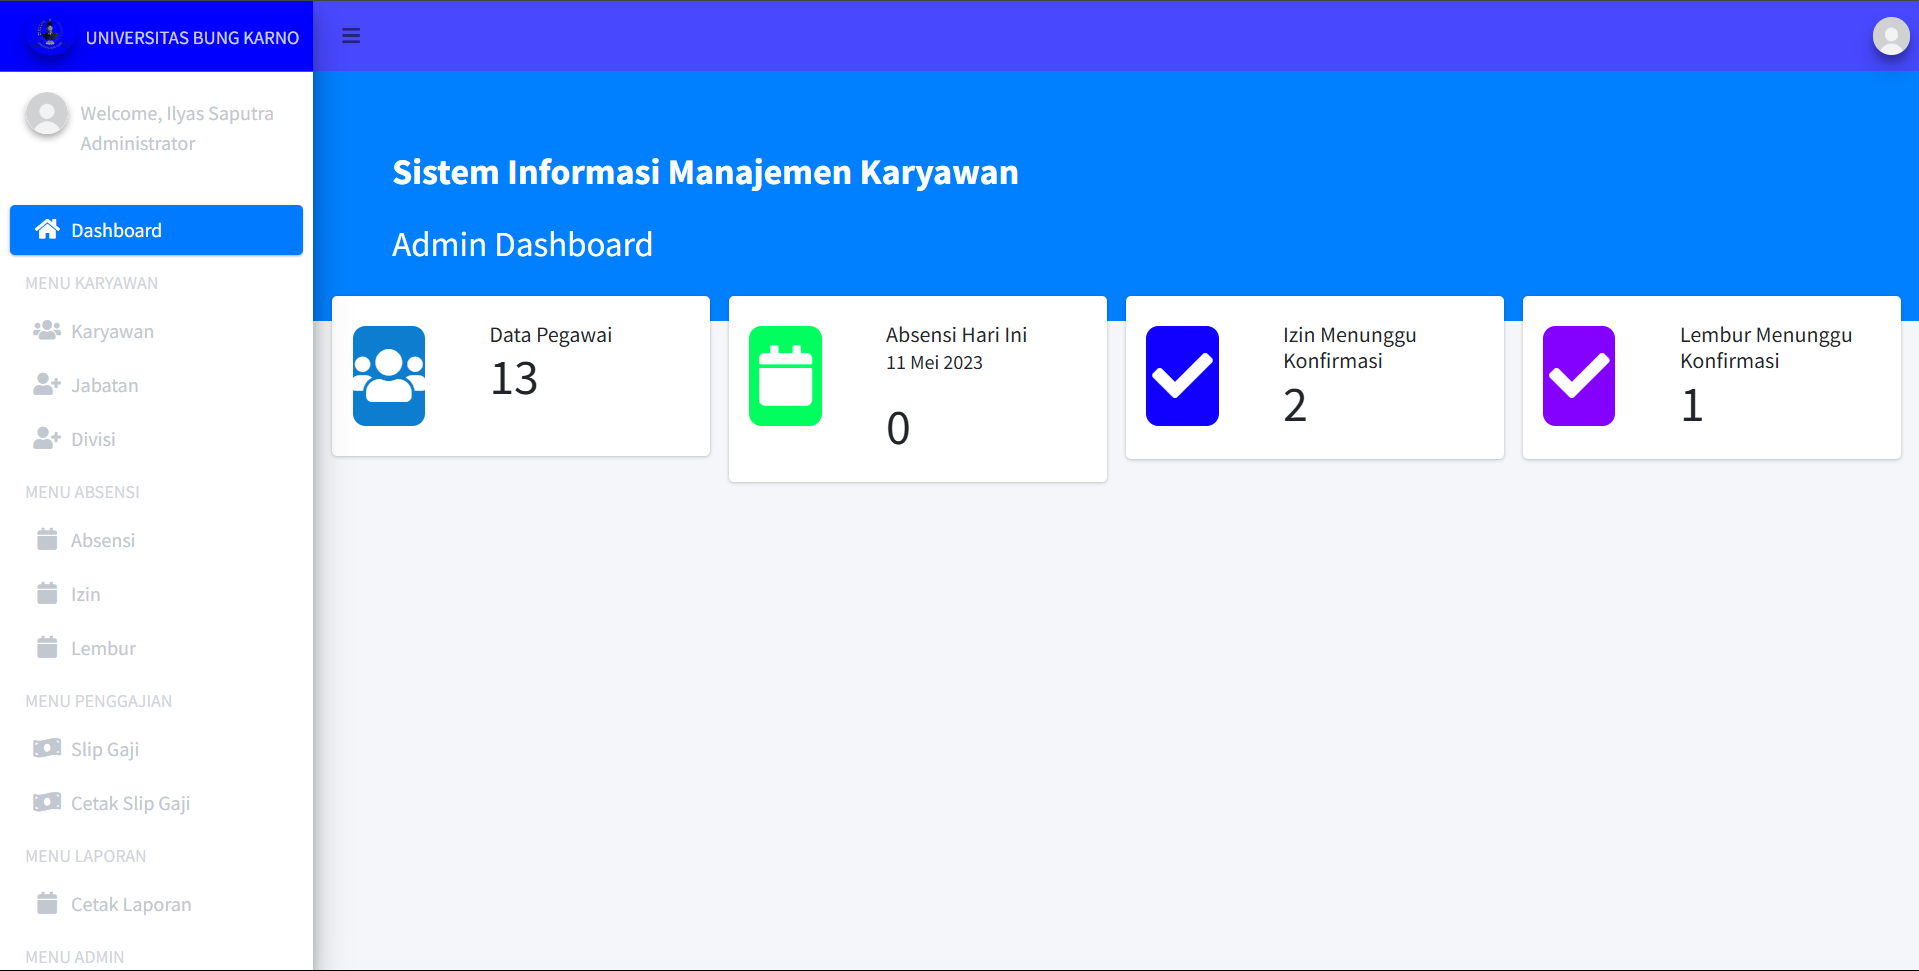 UNIVERSITAS BUNG KARNO
Welcome, Ilyas Saputra
Administrator
Dashboard
MENU KARYAWAN
Karyawan
Jabatan
Divisi
MENU ABSENSI
Absensi
Izin
Lembur
MENU PENGGAJIAN
Slip Gaji
Cetak Slip Gaji
MENU LAPORAN
Cetak Laporan
MENU ADMIN
Sistem Informasi Manajemen Karyawan
Admin Dashboard
Data Pegawai
13
Absensi Hari Ini
11 Mei 2023
0
Izin Menunggu
Konfirmasi
2
Lembur Menunggu
Konfirmasi
1